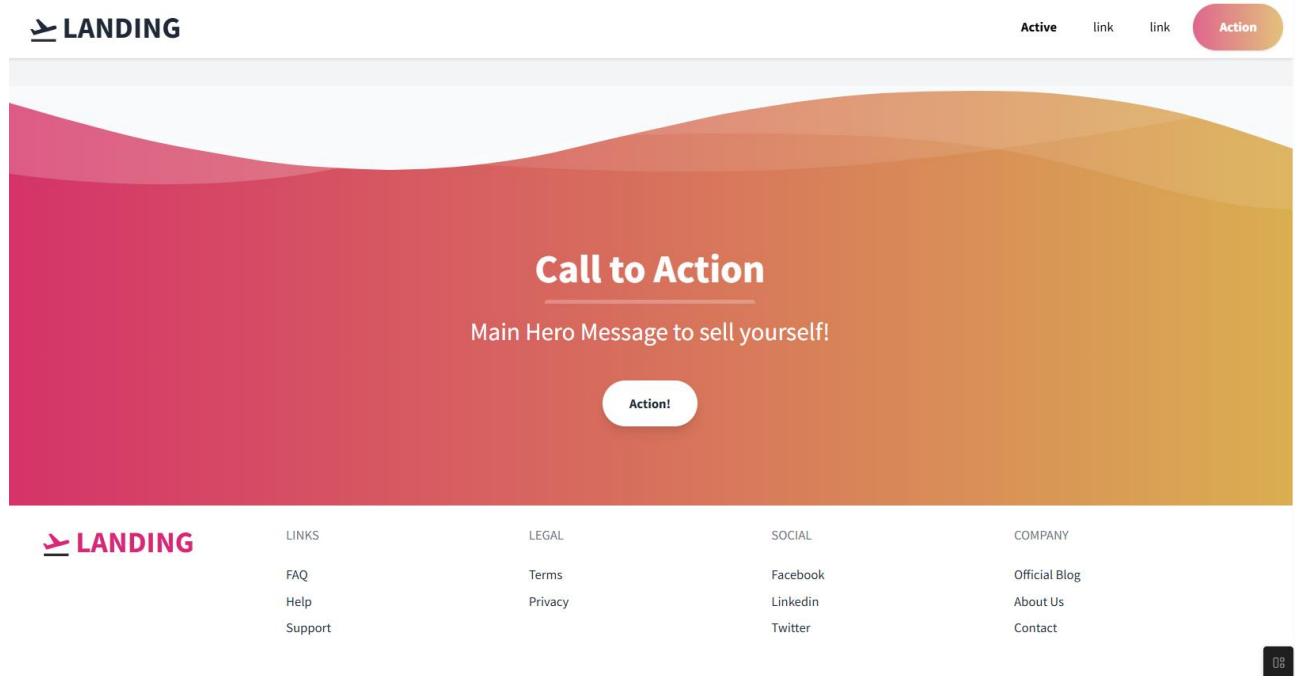 LANDING
Active link link Action
Call to Action
Main Hero Message to sell yourself!
Action!
LANDING
LINKS
FAQ
Help
Support
LEGAL
Terms
Privacy
SOCIAL
Facebook
Linkedin
Twitter
COMPANY
Official Blog
About Us
Contact